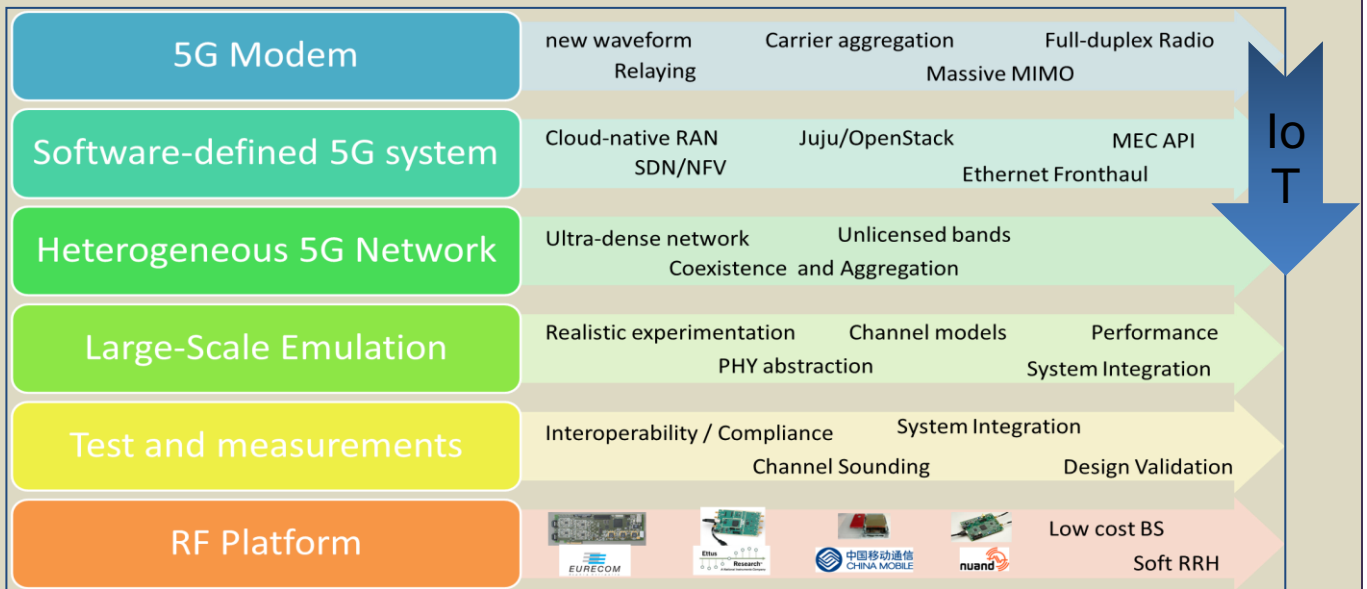 5G Modem
new waveform
Carrier aggregation
Full-duplex Radio
Relaying
Massive MIMO
Software-defined 5G system
Cloud-native RAN
Juju/OpenStack
MEC API
SDN/NFV
Ethernet Fronthaul
Heterogeneous 5G Network
Ultra-dense network
Unlicensed bands
Coexistence and Aggregation
Large-Scale Emulation
Realistic experimentation
Channel models
Performance
PHY abstraction
System Integration
Test and measurements
Interoperability / Compliance
System Integration
Channel Sounding
Design Validation
RF Platform
EURECOM
Ettus
Research
中国移动通信
CHINA MOBILE
nuand
Low cost BS
Soft RRH
Io
T